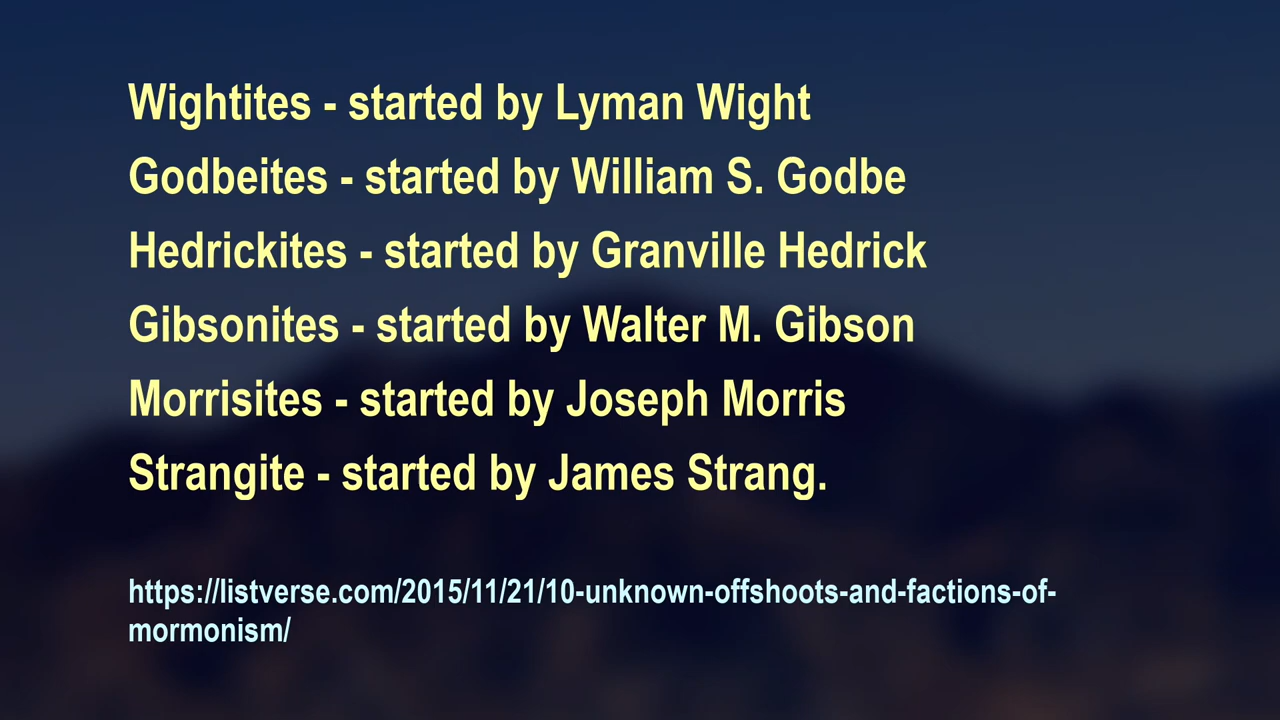 Wightites - started by Lyman Wight
Godbeites - started by William S. Godbe
Hedrickites - started by Granville Hedrick
Gibsonites - started by Walter M. Gibson
Morrisites - started by Joseph Morris
Strangite - started by James Strang.
https://listverse.com/2015/11/21/10-unknown-offshoots-and-factions-of-
mormonism/